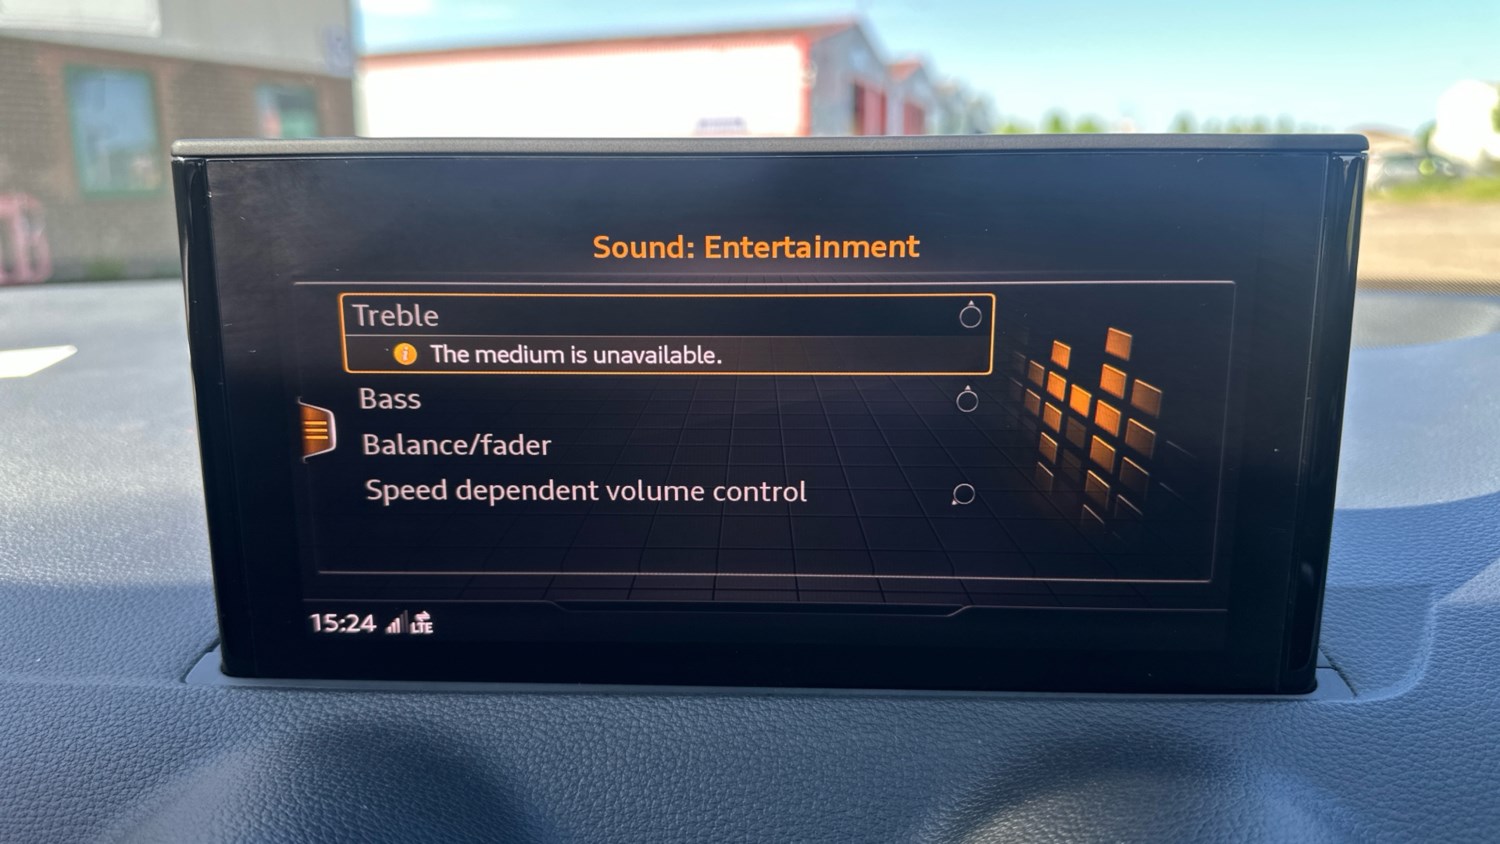 Sound: Entertainment
Treble
The medium is unavailable.
Bass
Balance/fader
Speed dependent volume control
15:24 LTE